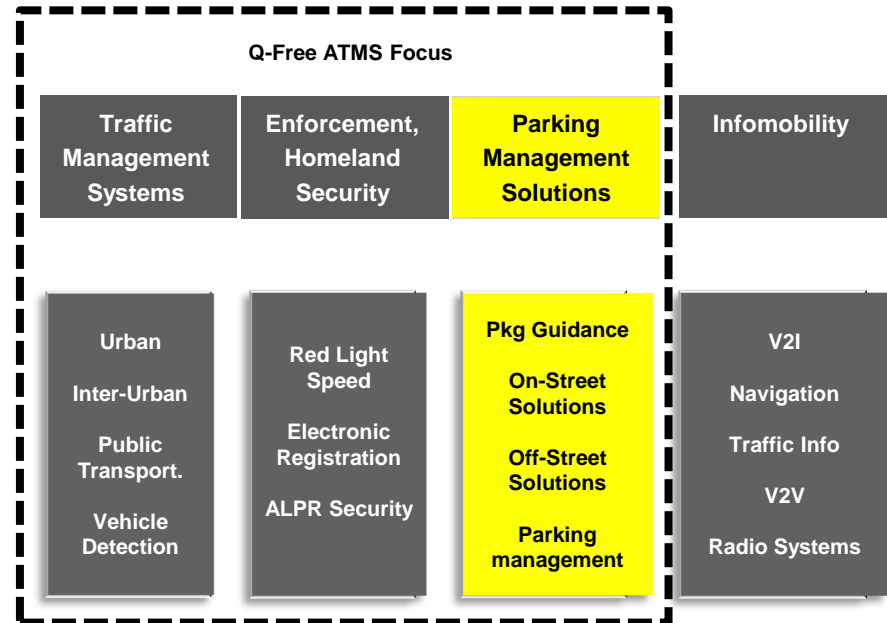 Q-Free ATMS Focus
Traffic
Management
Systems
Enforcement,
Homeland
Security
Parking
Management
Solutions
Infomobility
Urban
Inter-Urban
Public
Transport.
Vehicle
Detection
Red Light
Speed
Electronic
Registration
ALPR Security
Pkg Guidance
On-Street
Solutions
Off-Street
Solutions
Parking
management
V2I
Navigation
Traffic Info
V2V
Radio Systems